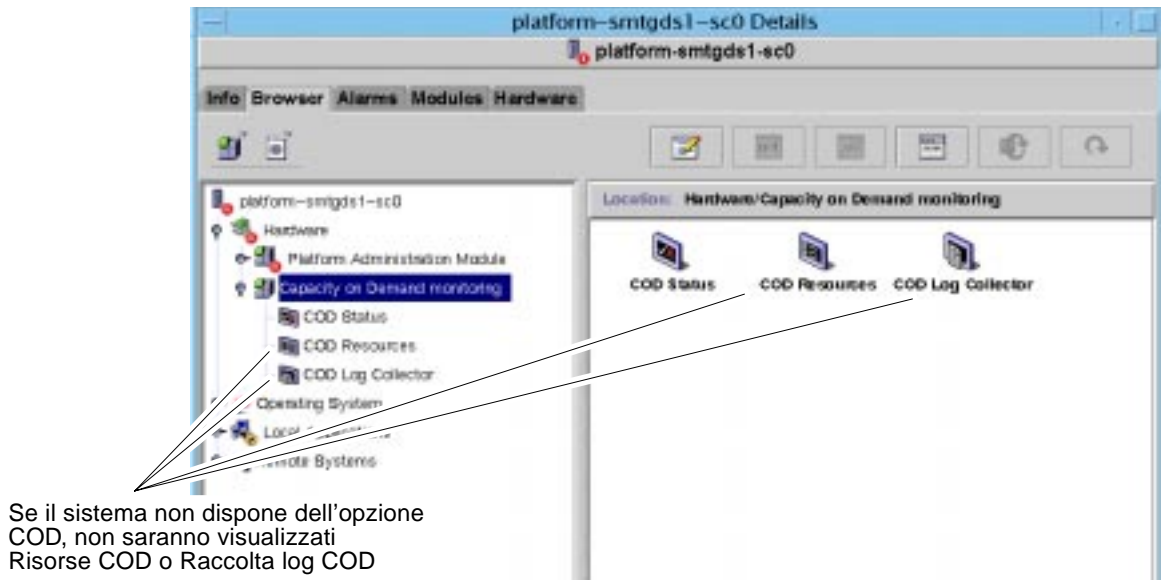 platform-smtgds1-sc0 Details
platform-smtgds1-sc0
Info Browser Alarms Modules Hardware
platform-smtgds1-sc0
Location: Hardware/Capacity on Demand monitoring
Hardware
Platform Administration Module
Capacity on Demand monitoring
COD Status
COD Resources
COD Log Collector
COD Status COD Resources COD Log Collector
Operating System
Local
Systems
Se il sistema non dispone dell'opzione
COD, non saranno visualizzati
Risorse COD o Raccolta log COD